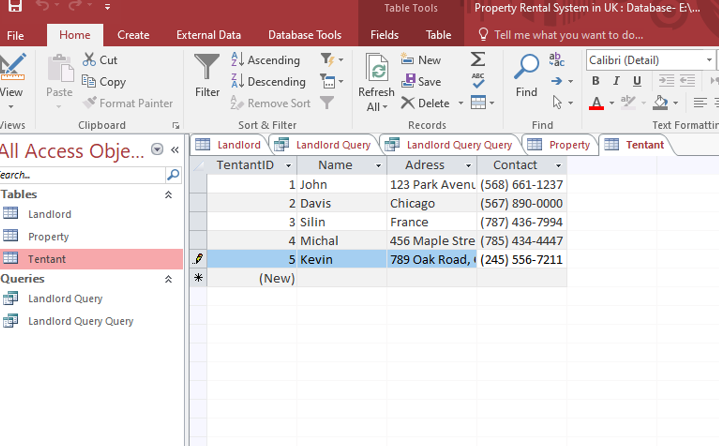 Table Tools
Property Rental System in UK : Database- E:\...
File Home Create External Data Database Tools Fields Table Tell me what you want to do...
View
Views
Paste
Cut
Copy
Format Painter
Clipboard
Filter
Ascending
Descending
Remove Sort
Sort & Filter
Refresh
All
New
Save
Delete
Records
Find
ab
ac
Find
Calibri (Detail)
B I U
A
Text Formatting
All Access Obje...
Search...
Tables
Landlord
Property
Tentant
Queries
Landlord Query
Landlord Query Query
Landlord Landlord Query Landlord Query Query Property Tentant
TentantID Name Adress Contact
1 John 123 Park Avenu (568) 661-1237
2 Davis Chicago (567) 890-0000
3 Silin France (787) 436-7994
4 Michal 456 Maple Stre (785) 434-4447
5 Kevin 789 Oak Road, (245) 556-7211
(New)